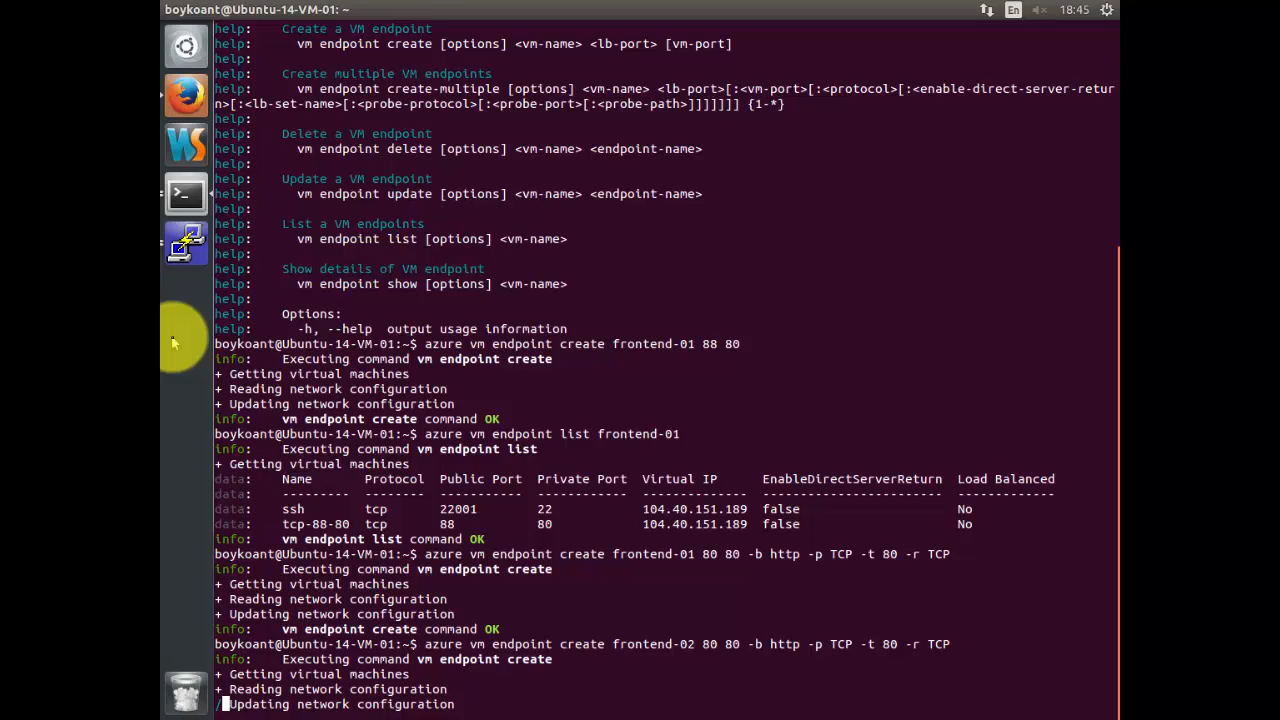 boykoant@Ubuntu-14-VM-01: ~
En
18:45
help: Create a VM endpoint
help: vm endpoint create [options] <vm-name> <lb-port> [vm-port]
help:
help: Create multiple VM endpoints
help: vm endpoint create-multiple [options] <vm-name> <lb-port>[:<vm-port>[:<protocol>[:<enable-direct-server-retur
n>[:<lb-set-name>[:<probe-protocol>[:<probe-port>[:<probe-path>]]]]]]] {1-*}
help:
help: Delete a VM endpoint
help: vm endpoint delete [options] <vm-name> <endpoint-name>
help:
help: Update a VM endpoint
help: vm endpoint update [options] <vm-name> <endpoint-name>
help:
help: List a VM endpoints
help: vm endpoint list [options] <vm-name>
help:
help: Show details of VM endpoint
help: vm endpoint show [options] <vm-name>
help:
help: Options:
help: -h, --help output usage information
boykoant@Ubuntu-14-VM-01:~$ azure vm endpoint create frontend-01 88 80
info: Executing command vm endpoint create
+ Getting virtual machines
+ Reading network configuration
+ Updating network configuration
info: vm endpoint create command OK
boykoant@Ubuntu-14-VM-01:~$ azure vm endpoint list frontend-01
info: Executing command vm endpoint list
+ Getting virtual machines
data: Name Protocol Public Port Private Port Virtual IP EnableDirectServerReturn Load Balanced
data: --------- -------- ----------- ------------ -------------- ------------------------ -------------
data: ssh tcp 22001 22 104.40.151.189 false No
data: tcp-88-80 tcp 88 80 104.40.151.189 false No
info: vm endpoint list command OK
boykoant@Ubuntu-14-VM-01:~$ azure vm endpoint create frontend-01 80 80 -b http -p TCP -t 80 -r TCP
info: Executing command vm endpoint create
+ Getting virtual machines
+ Reading network configuration
+ Updating network configuration
info: vm endpoint create command OK
boykoant@Ubuntu-14-VM-01:~$ azure vm endpoint create frontend-02 80 80 -b http -p TCP -t 80 -r TCP
info: Executing command vm endpoint create
+ Getting virtual machines
+ Reading network configuration
/ Updating network configuration